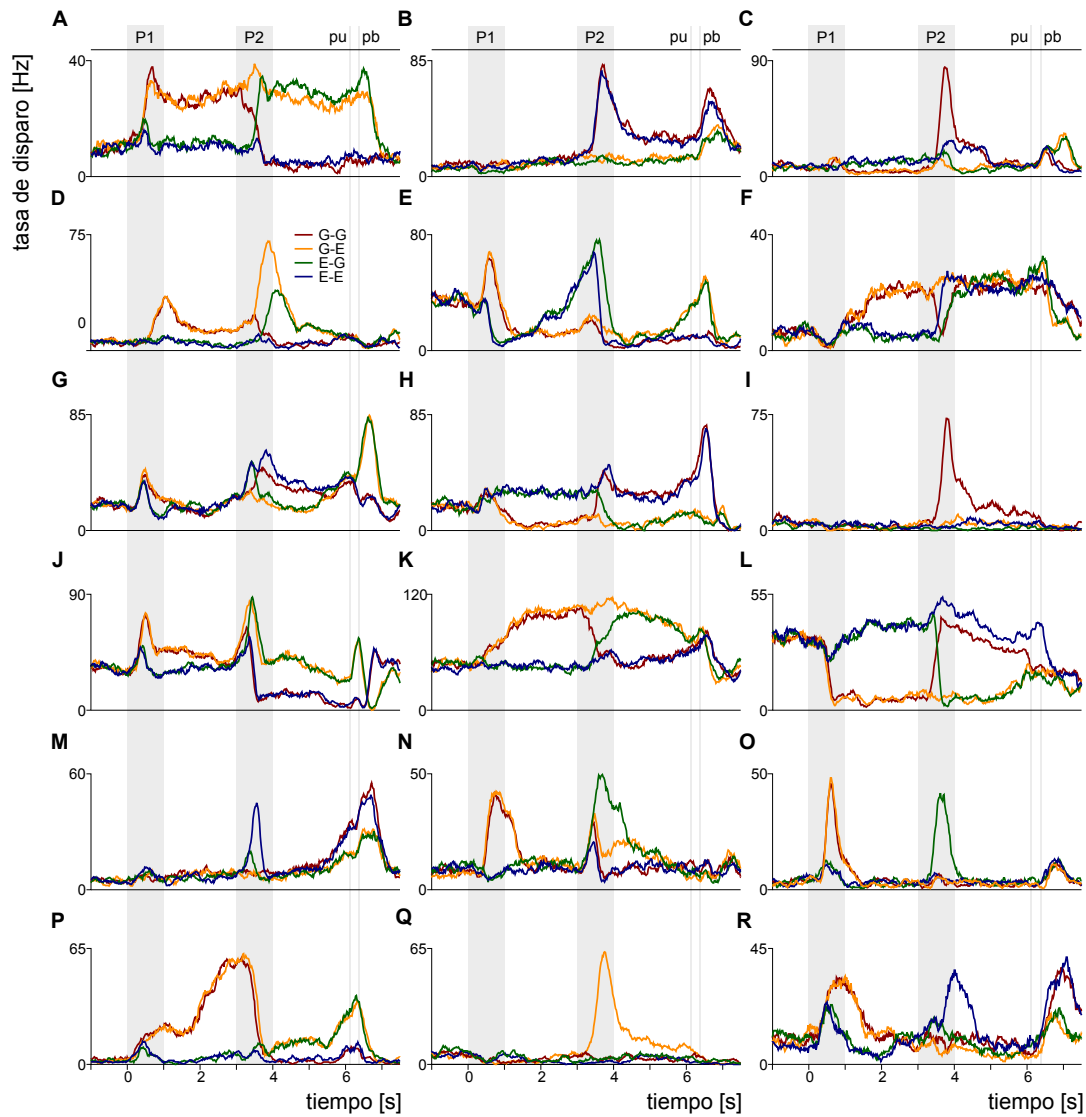 A B C
P1 P2 pu pb P1 P2 pu pb P1 P2 pu pb
40 85 90
0 0 0
tasa de disparo [Hz]
D E F
75 80 40
G-G
G-E
E-G
E-E
0 0 0
G H I
85 85 75
0 0 0
J K L
90 120 55
0 0 0
M N O
60 50 50
0 0 0
P Q R
65 65 45
0 0 0
0 2 4 6 0 2 4 6 0 2 4 6
tiempo [s] tiempo [s] tiempo [s]